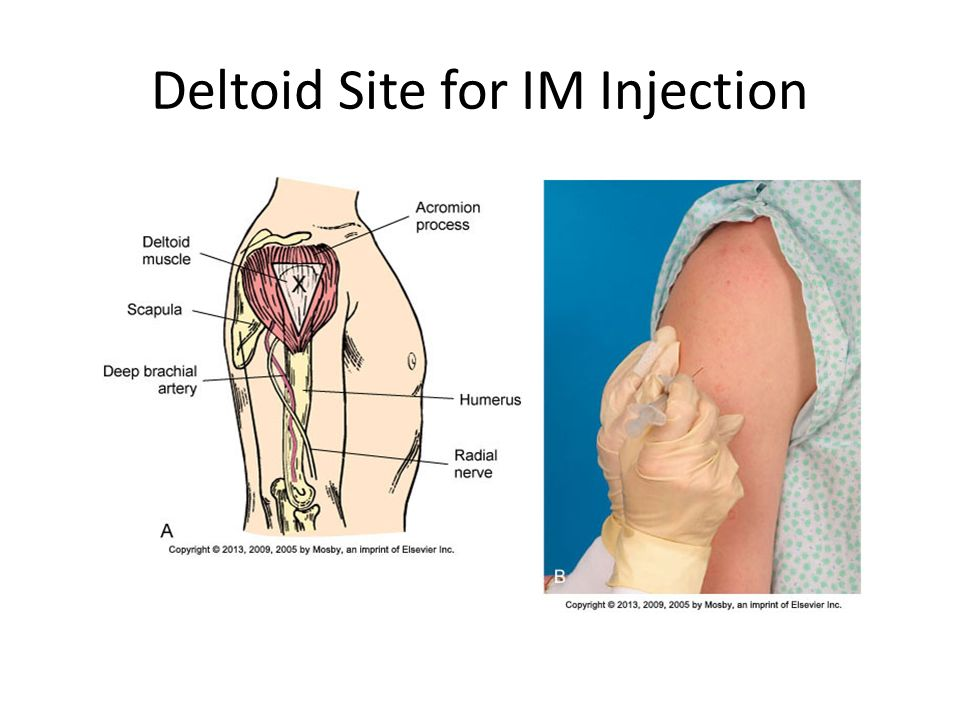 Deltoid Site for IM Injection
Acromion
process
Deltoid
muscle
X
Scapula
Deep brachial
artery
Humerus
Radial
nerve
A
Copyright © 2013, 2009, 2005 by Mosby, an imprint of Elsevier Inc.
B
Copyright © 2013, 2009, 2005 by Mosby, an imprint of Elsevier Inc.